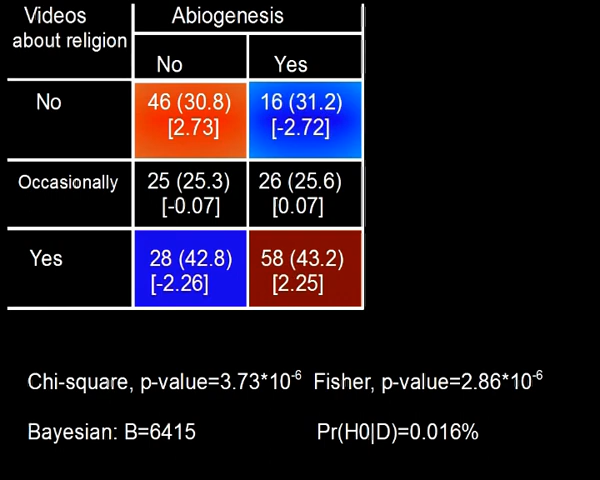 Videos about religion
Abiogenesis
No Yes
No 46 (30.8) 16 (31.2)
[2.73] [-2.72]
Occasionally 25 (25.3) 26 (25.6)
[-0.07] [0.07]
Yes 28 (42.8) 58 (43.2)
[-2.26] [2.25]
Chi-square, p-value=3.73*10⁻⁶ Fisher, p-value=2.86*10⁻⁶
Bayesian: B=6415 Pr(H0|D)=0.016%